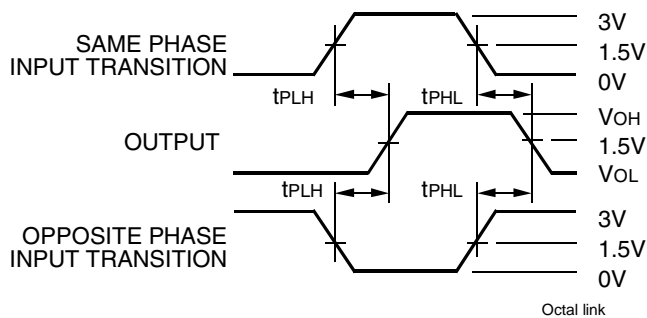 3V
SAME PHASE
INPUT TRANSITION
1.5V
0V
tPLH
tPHL
VOH
OUTPUT
1.5V
VOL
tPLH
tPHL
3V
OPPOSITE PHASE
INPUT TRANSITION
1.5V
0V
Octal link